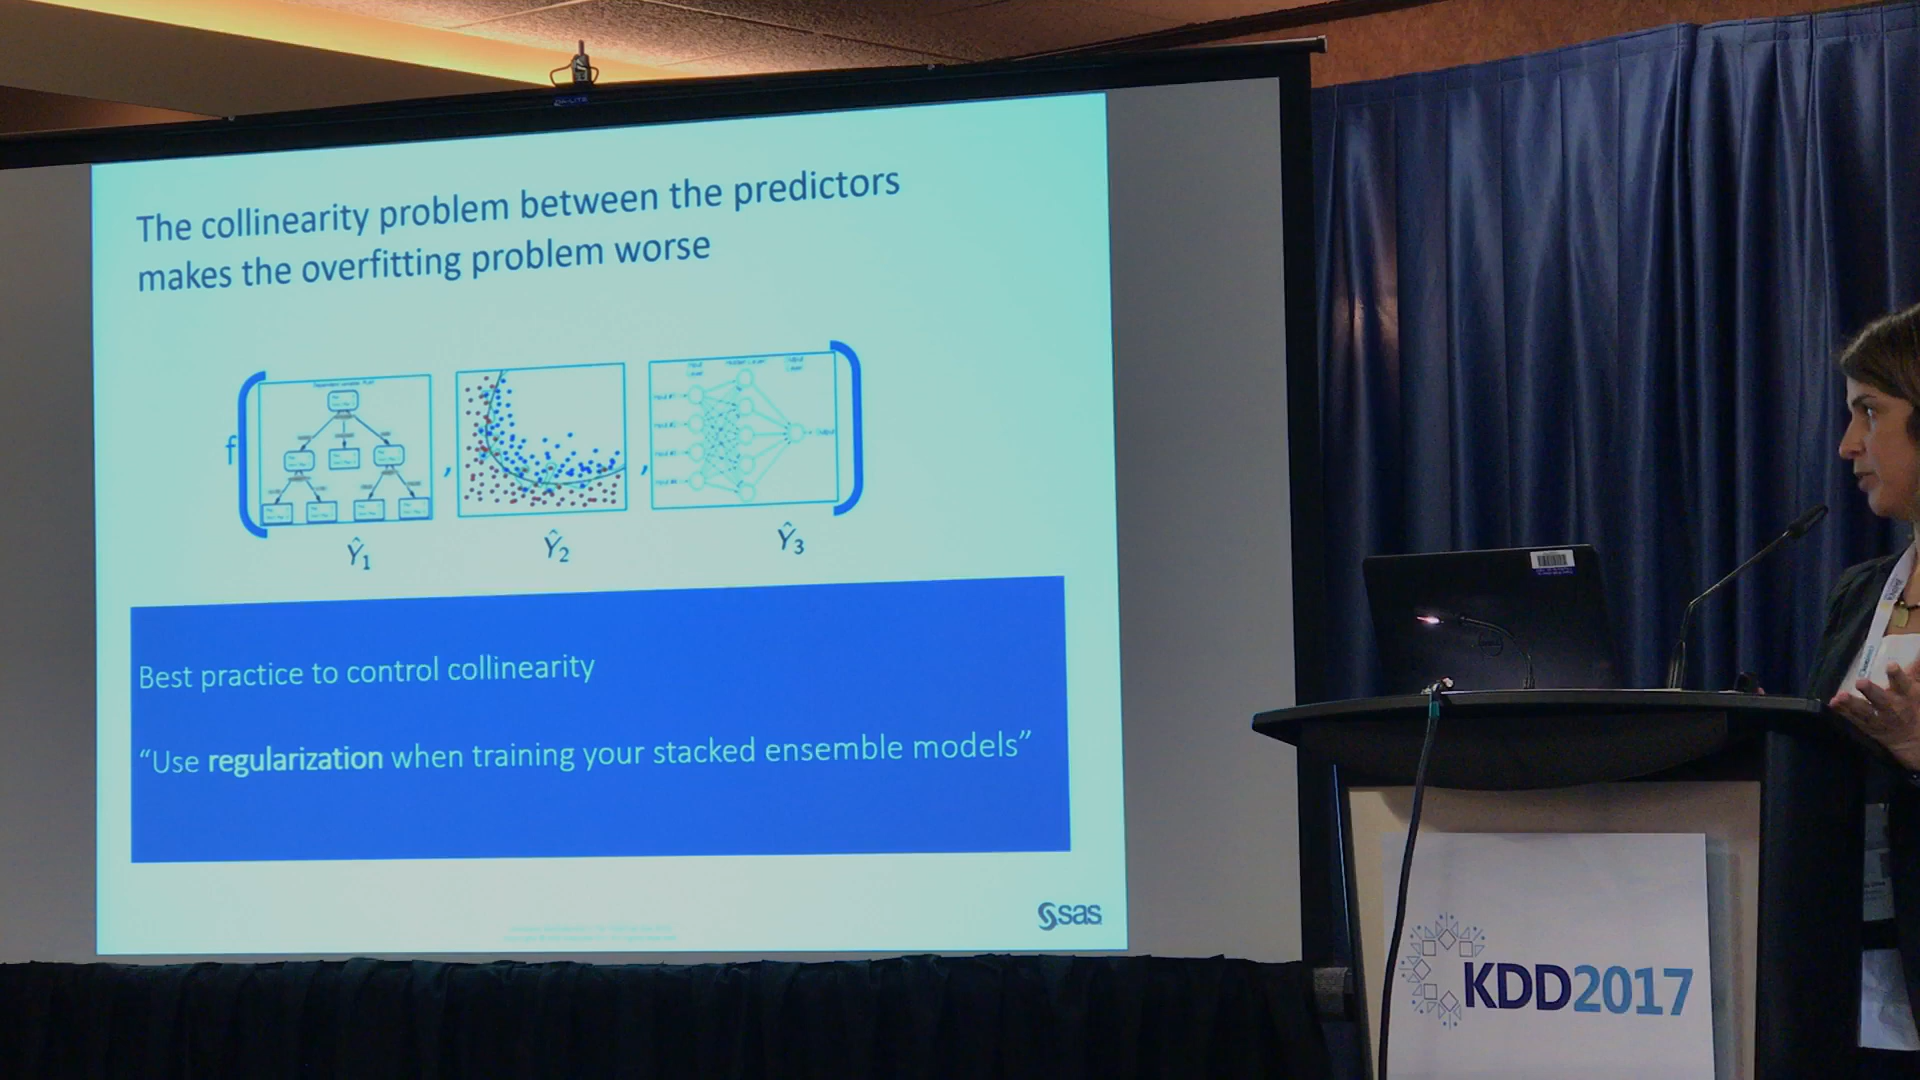 The collinearity problem between the predictors
makes the overfitting problem worse
f
,
,
Ŷ1
Ŷ2
Ŷ3
Best practice to control collinearity
“Use regularization when training your stacked ensemble models”
sas
KDD2017